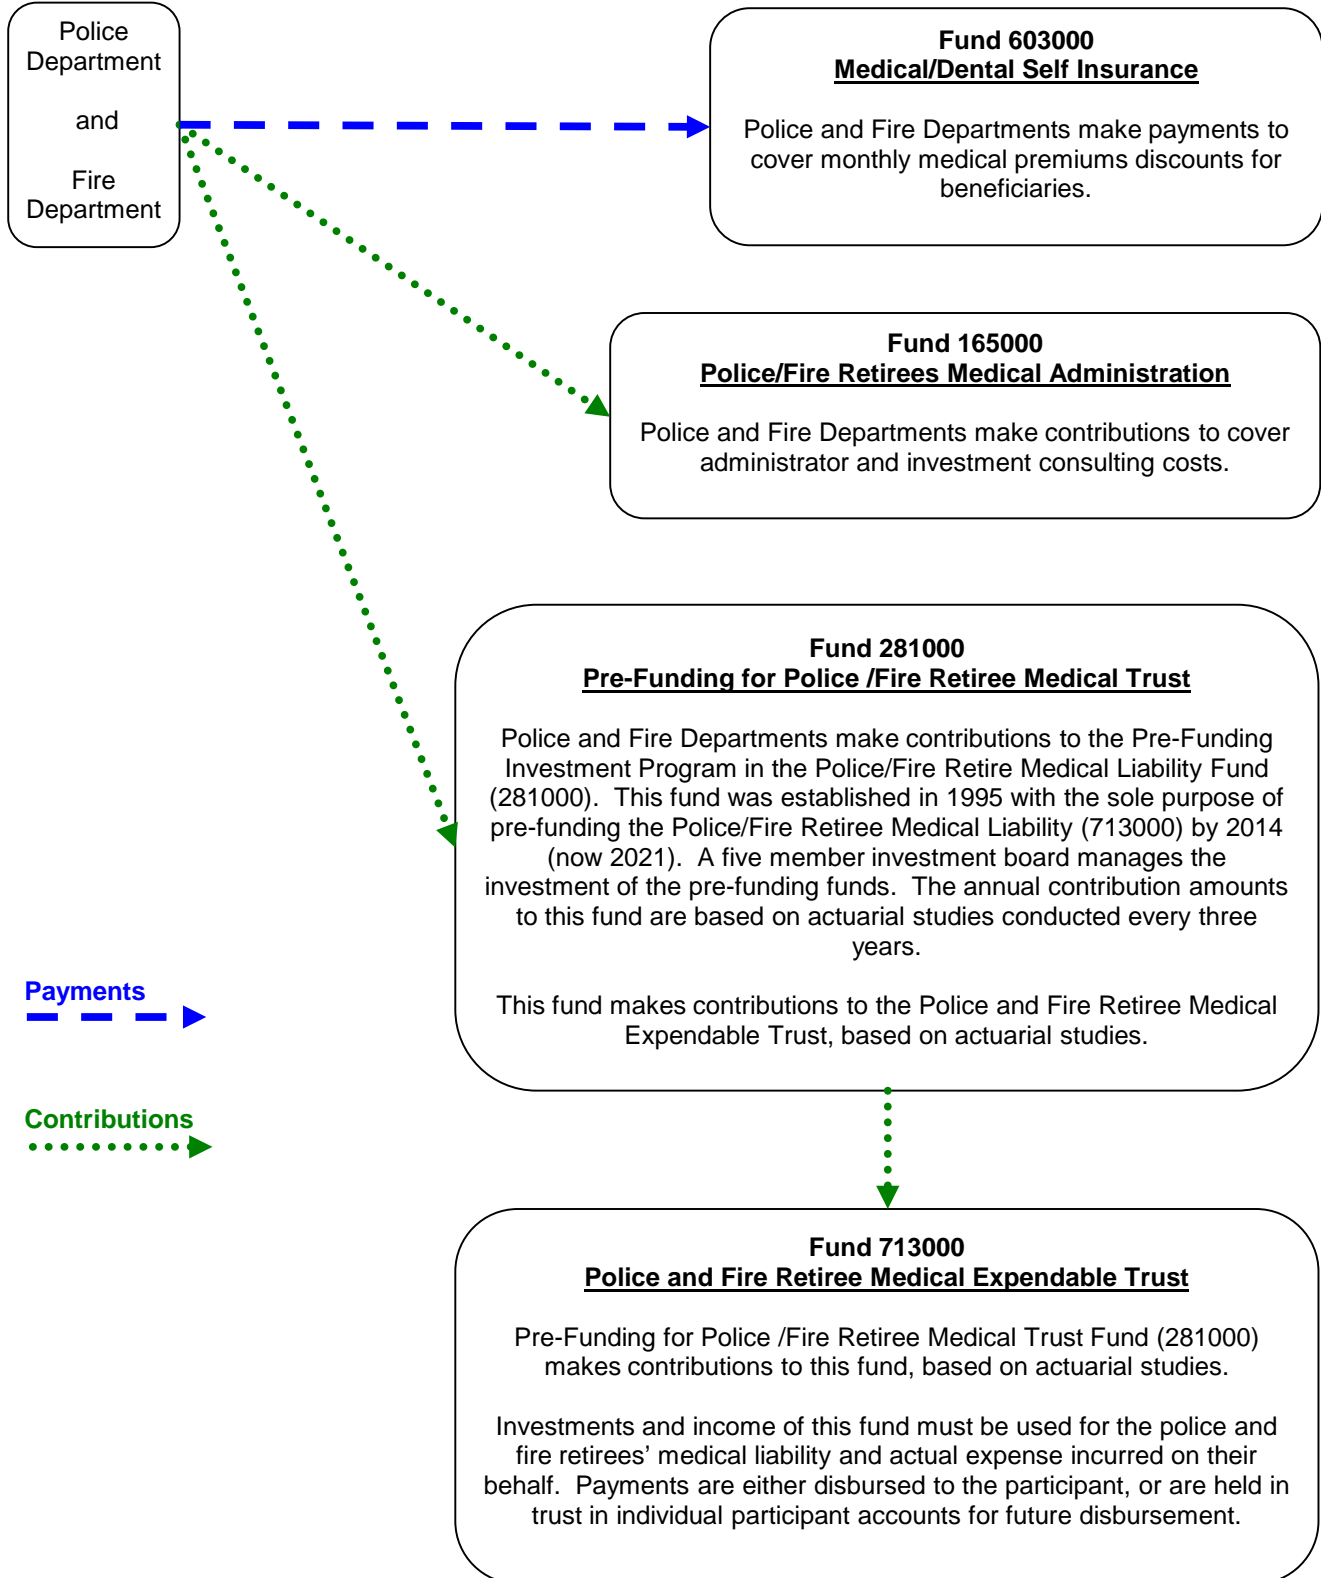 Police
Department
and
Fire
Department
Fund 603000
Medical/Dental Self Insurance
Police and Fire Departments make payments to
cover monthly medical premiums discounts for
beneficiaries.
Fund 165000
Police/Fire Retirees Medical Administration
Police and Fire Departments make contributions to cover
administrator and investment consulting costs.
Fund 281000
Pre-Funding for Police /Fire Retiree Medical Trust
Police and Fire Departments make contributions to the Pre-Funding
Investment Program in the Police/Fire Retire Medical Liability Fund
(281000).  This fund was established in 1995 with the sole purpose of
pre-funding the Police/Fire Retiree Medical Liability (713000) by 2014
(now 2021).  A five member investment board manages the
investment of the pre-funding funds.  The annual contribution amounts
to this fund are based on actuarial studies conducted every three
years.
This fund makes contributions to the Police and Fire Retiree Medical
Expendable Trust, based on actuarial studies.
Payments
Contributions
Fund 713000
Police and Fire Retiree Medical Expendable Trust
Pre-Funding for Police /Fire Retiree Medical Trust Fund (281000)
makes contributions to this fund, based on actuarial studies.
Investments and income of this fund must be used for the police and
fire retirees’ medical liability and actual expense incurred on their
behalf.  Payments are either disbursed to the participant, or are held in
trust in individual participant accounts for future disbursement.